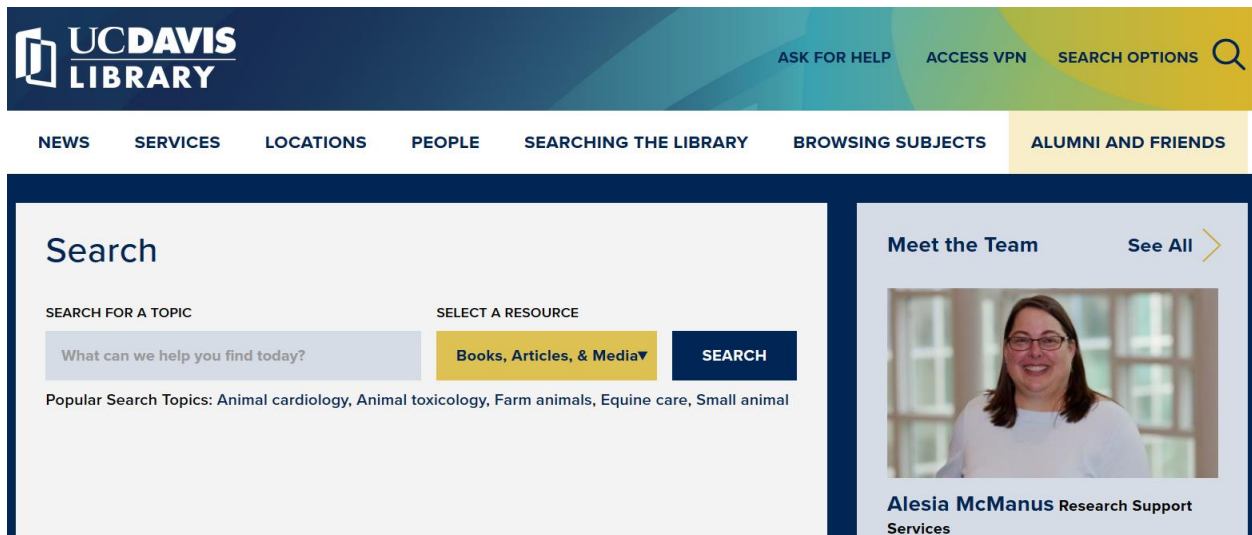 UCDAVIS
LIBRARY
ASK FOR HELP ACCESS VPN SEARCH OPTIONS
NEWS SERVICES LOCATIONS PEOPLE SEARCHING THE LIBRARY BROWSING SUBJECTS ALUMNI AND FRIENDS
Search
SEARCH FOR A TOPIC SELECT A RESOURCE
What can we help you find today? Books, Articles, & Media▾ SEARCH
Popular Search Topics: Animal cardiology, Animal toxicology, Farm animals, Equine care, Small animal
Meet the Team See All
Alesia McManus Research Support
Services